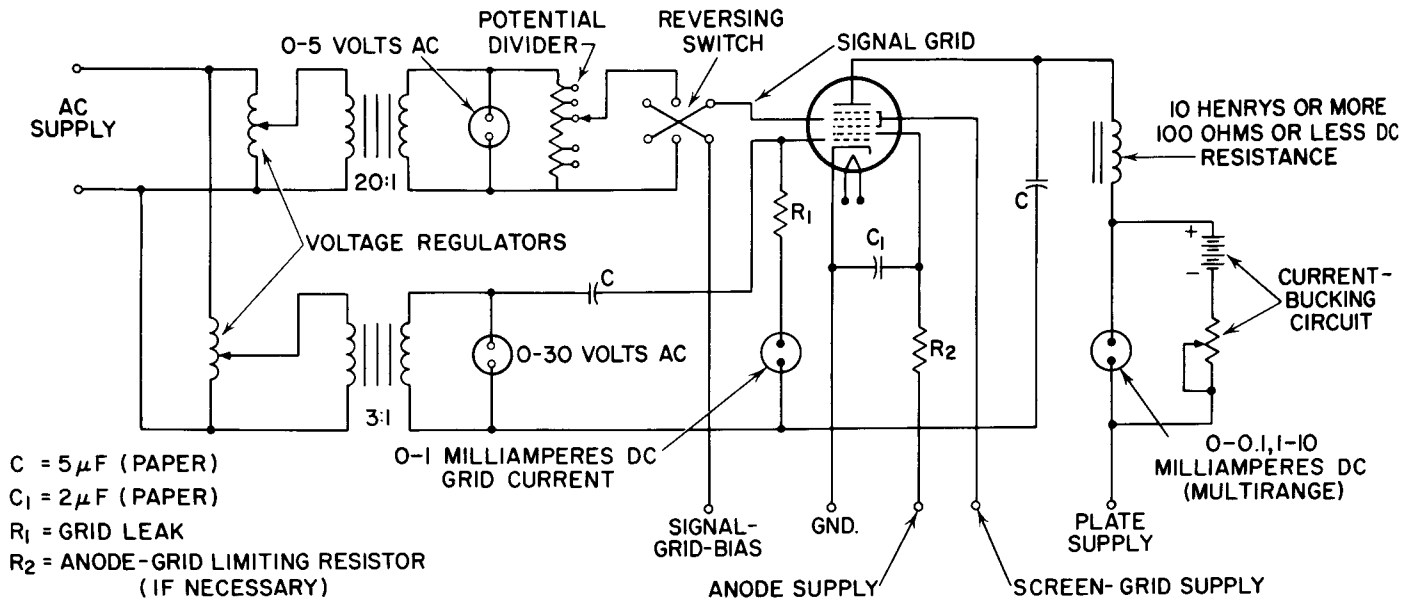 POTENTIAL
DIVIDER
REVERSING
SWITCH
0-5 VOLTS AC
SIGNAL GRID
AC
SUPPLY
10 HENRYS OR MORE
100 OHMS OR LESS DC
RESISTANCE
20:1
C
R1
C1
VOLTAGE REGULATORS
+
−
CURRENT-
BUCKING
CIRCUIT
C
0-30 VOLTS AC
R2
3:1
0-1 MILLIAMPERES DC
GRID CURRENT
0-0.1, 1-10
MILLIAMPERES DC
(MULTIRANGE)
C = 5μF (PAPER)
C1 = 2μF (PAPER)
R1 = GRID LEAK
R2 = ANODE-GRID LIMITING RESISTOR
(IF NECESSARY)
SIGNAL-
GRID-BIAS
GND.
PLATE
SUPPLY
ANODE SUPPLY
SCREEN-GRID SUPPLY